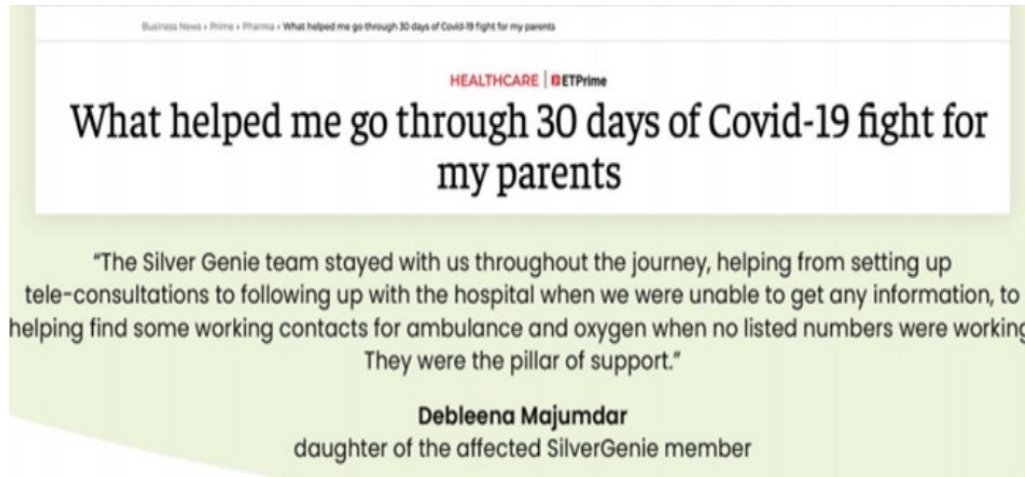 Business News › Prime › Pharma › What helped me go through 30 days of Covid-19 fight for my parents
HEALTHCARE | ETPrime
What helped me go through 30 days of Covid-19 fight for
my parents
"The Silver Genie team stayed with us throughout the journey, helping from setting up
tele-consultations to following up with the hospital when we were unable to get any information, to
helping find some working contacts for ambulance and oxygen when no listed numbers were working
They were the pillar of support."
Debleena Majumdar
daughter of the affected SilverGenie member